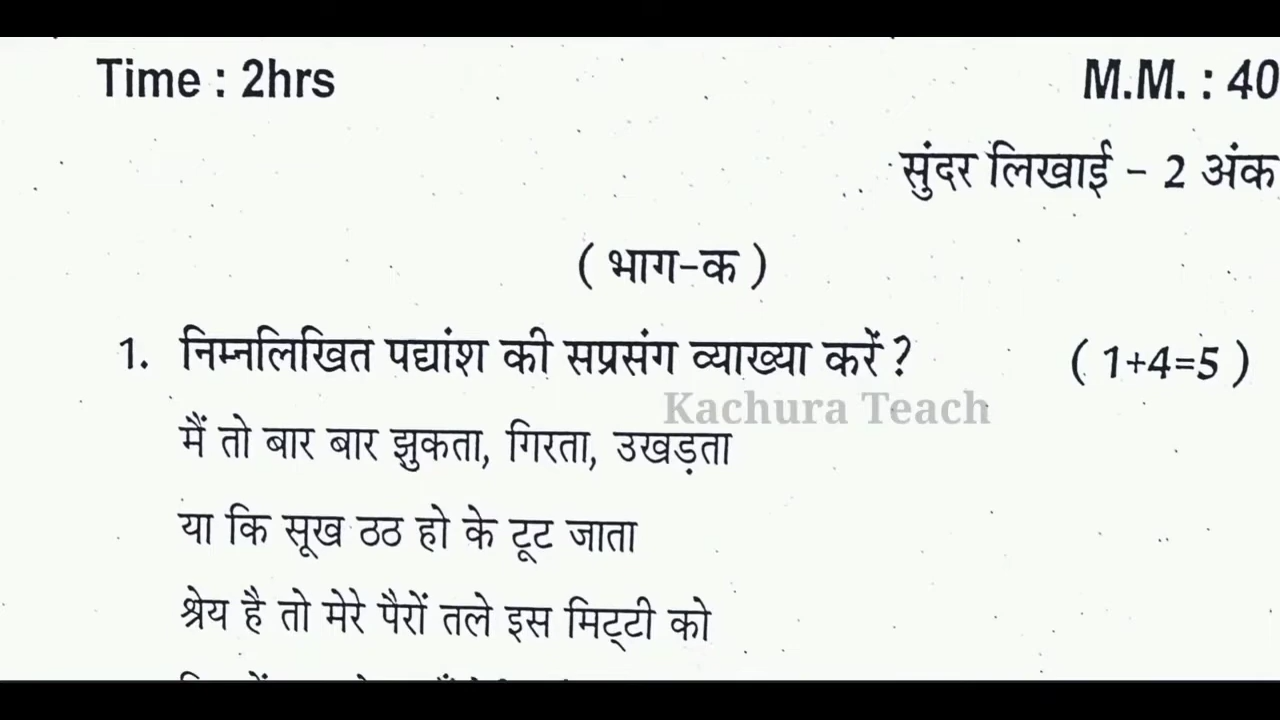 Time : 2hrs
M.M. : 40
सुंदर लिखाई - 2 अंक
( भाग-क )
1. निम्नलिखित पद्यांश की सप्रसंग व्याख्या करें ? ( 1+4=5 )
Kachura Teach
मैं तो बार बार झुकता, गिरता, उखड़ता
या कि सूख ठठ हो के टूट जाता
श्रेय है तो मेरे पैरों तले इस मिट्टी को